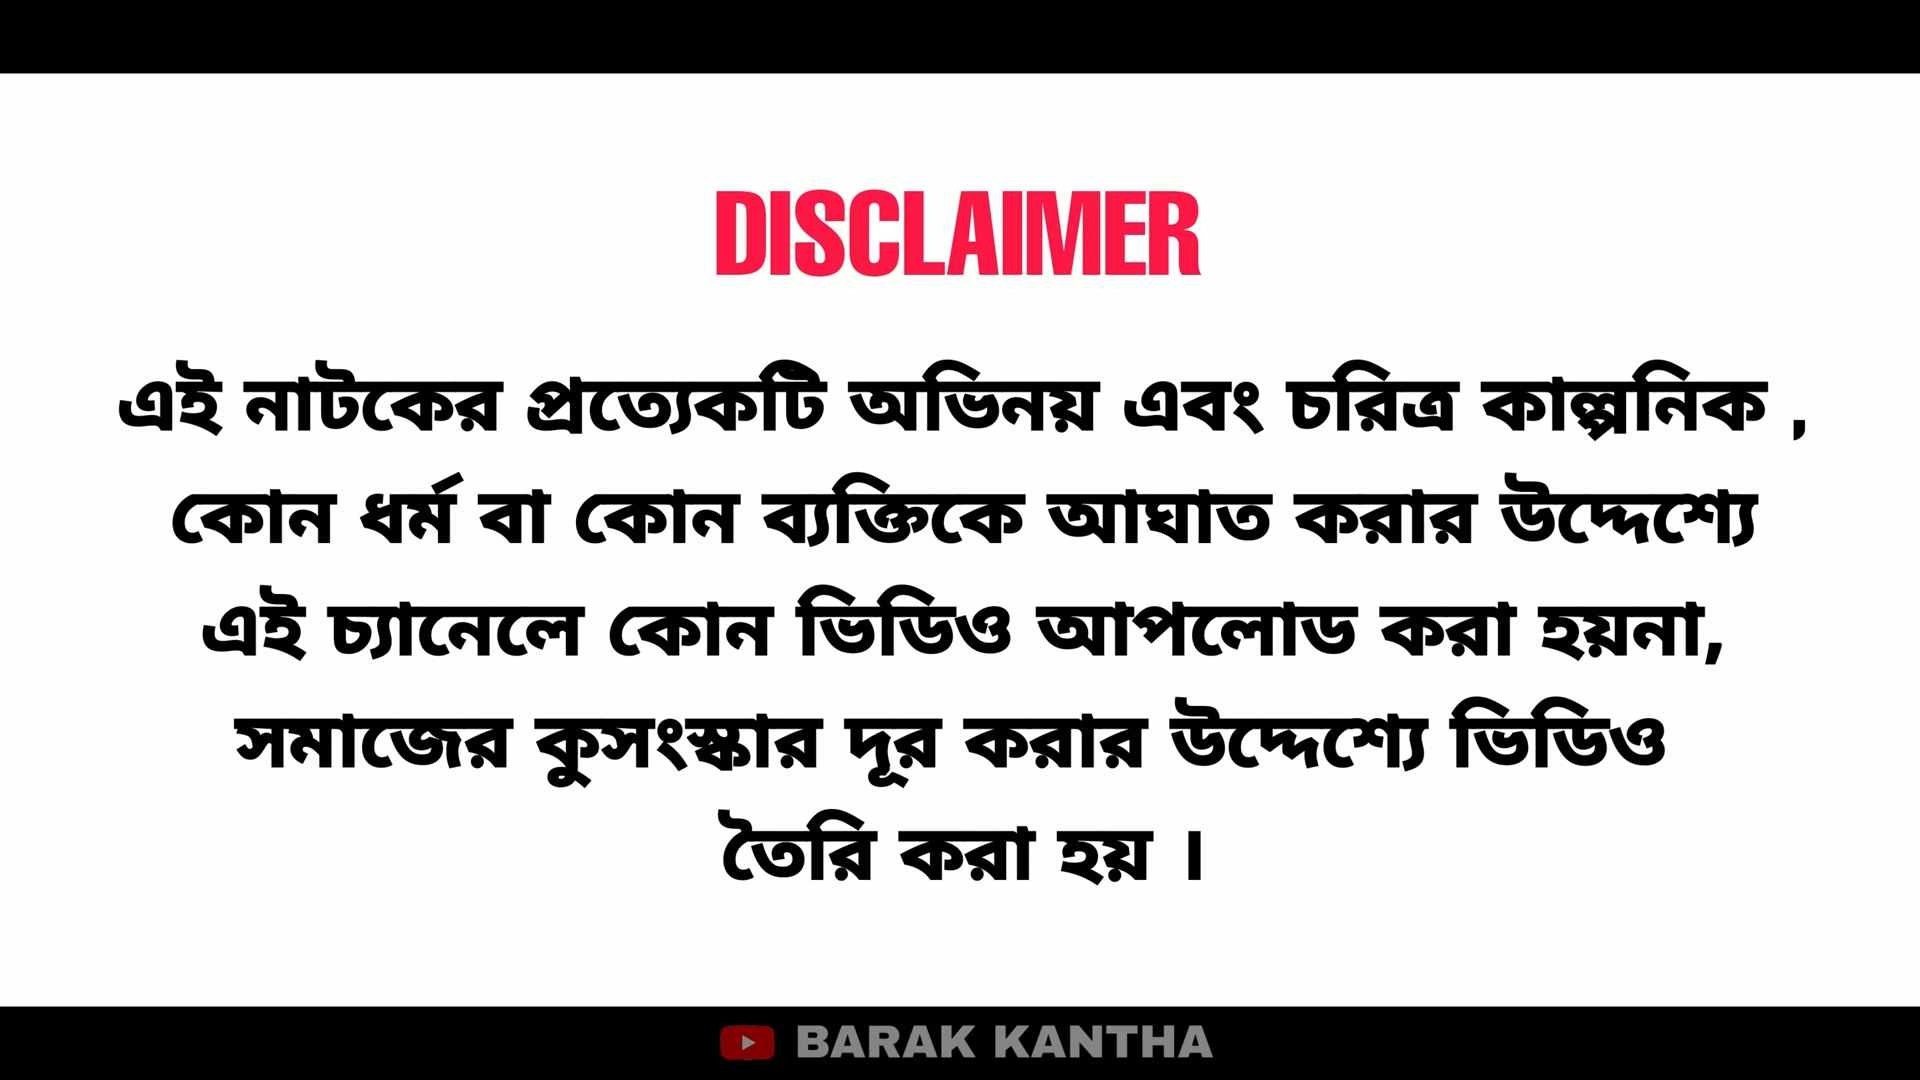 DISCLAIMER
এই নাটকের প্রত্যেকটি অভিনয় এবং চরিত্র কাল্পনিক ,
কোন ধর্ম বা কোন ব্যক্তিকে আঘাত করার উদ্দেশ্যে
এই চ্যানেলে কোন ভিডিও আপলোড করা হয়না,
সমাজের কুসংস্কার দূর করার উদ্দেশ্যে ভিডিও
তৈরি করা হয় ।
BARAK KANTHA